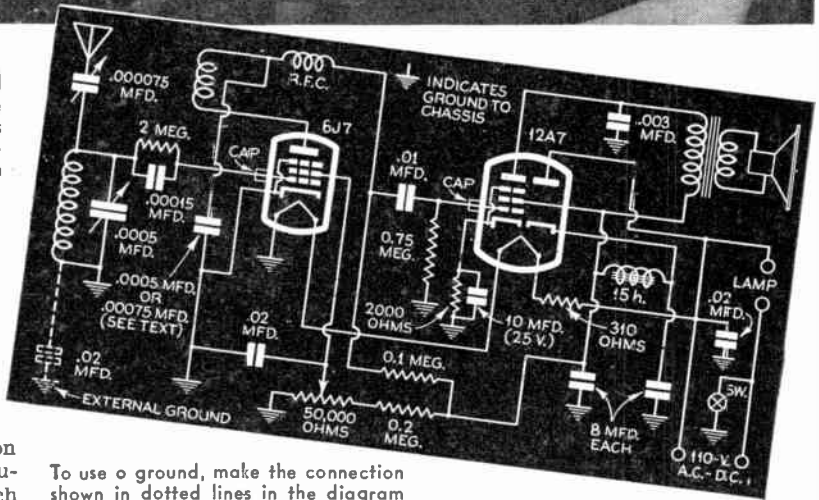 .000075
MFD.
R.F.C.
INDICATES
GROUND TO
CHASSIS
.003
MFD.
2 MEG.
6J7
CAP
12A7
.01
MFD.
CAP
.00015
MFD.
.0005
MFD.
0.75
MEG.
LAMP
.0005 MFD.
OR
.00075 MFD.
(SEE TEXT)
15 h.
.02
MFD.
2000
OHMS
10 MFD.
(25 V.)
310
OHMS
.02
MFD.
0.1 MEG.
SW.
.02
MFD.
EXTERNAL GROUND
50,000
OHMS
0.2
MEG.
8 MFD.
EACH
110-V.
A.C.-D.C.
on
u-
ch
To use o ground, make the connection
shown in dotted lines in the diagram